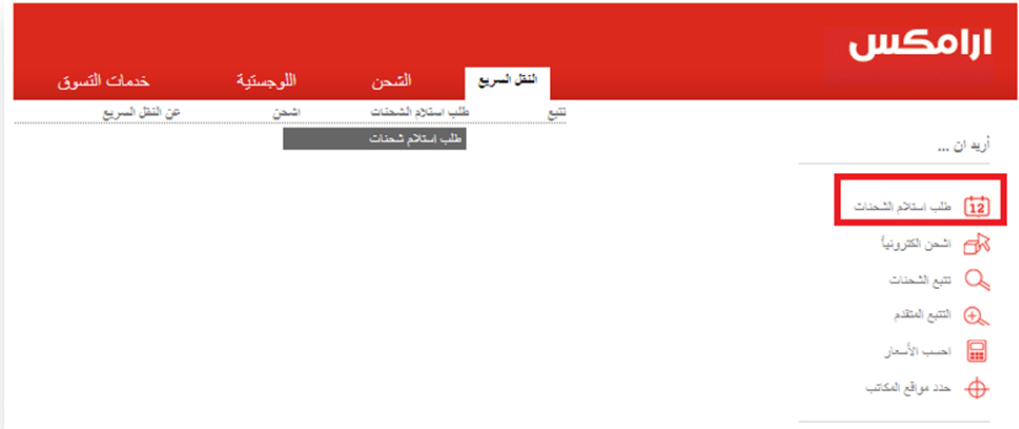 ارامكس
النقل السريع الشحن اللوجستية خدمات التسوق
تتبع طلب استلام الشحنات اشحن عن النقل السريع
طلب استلام شحنات
أريد ان ...
12 طلب استلام الشحنات
اشحن الكترونياً
تتبع الشحنات
التتبع المتقدم
احسب الأسعار
حدد مواقع المكاتب